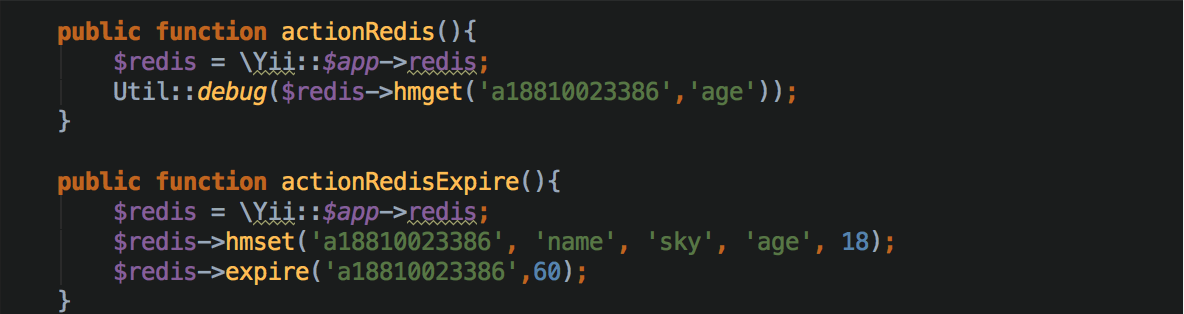 public function actionRedis(){
$redis = \Yii::$app->redis;
Util::debug($redis->hmget('a18810023386','age'));
}
public function actionRedisExpire(){
$redis = \Yii::$app->redis;
$redis->hmset('a18810023386', 'name', 'sky', 'age', 18);
$redis->expire('a18810023386',60);
}